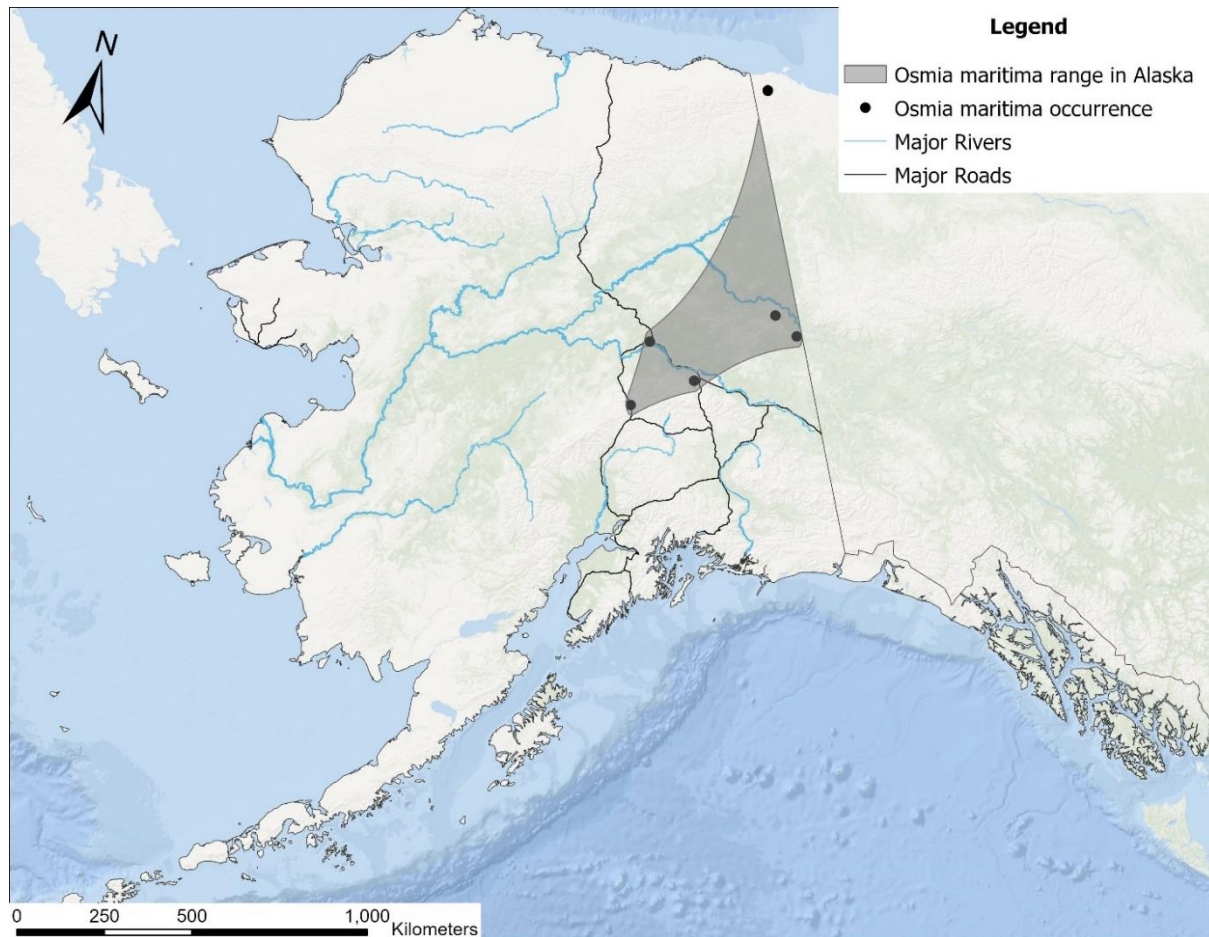 N
Legend
Osmia maritima range in Alaska
Osmia maritima occurrence
Major Rivers
Major Roads
0 250 500 1,000
Kilometers